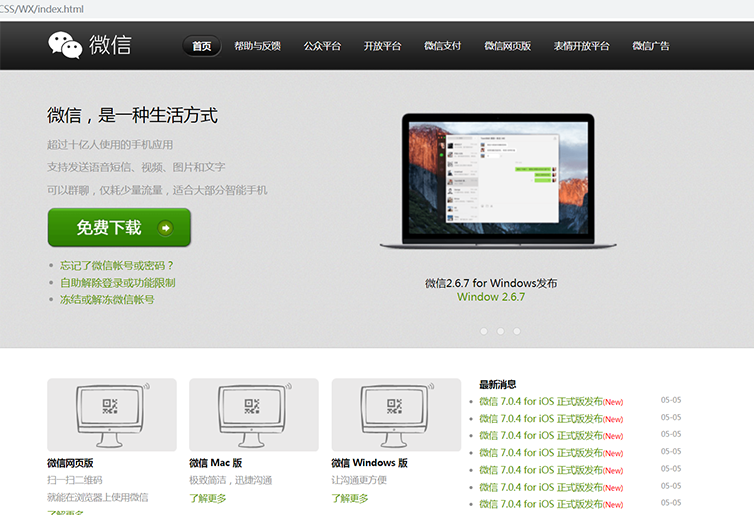 CSS/WX/index.html
微信
首页 帮助与反馈 公众平台 开放平台 微信支付 微信网页版 表情开放平台 微信广告
微信，是一种生活方式
超过十亿人使用的手机应用
支持发送语音短信、视频、图片和文字
可以群聊，仅耗少量流量，适合大部分智能手机
免费下载
忘记了微信帐号或密码？
自助解除登录或功能限制
冻结或解冻微信帐号
微信2.6.7 for Windows发布
Window 2.6.7
微信网页版
扫一扫二维码
就能在浏览器上使用微信
了解更多
微信 Mac 版
极致简洁，迅捷沟通
了解更多
微信 Windows 版
让沟通更方便
了解更多
最新消息
微信 7.0.4 for iOS 正式版发布(New) 05-05
微信 7.0.4 for iOS 正式版发布(New) 05-05
微信 7.0.4 for iOS 正式版发布(New) 05-05
微信 7.0.4 for iOS 正式版发布(New) 05-05
微信 7.0.4 for iOS 正式版发布(New) 05-05
微信 7.0.4 for iOS 正式版发布(New) 05-05
微信 7.0.4 for iOS 正式版发布(New) 05-05